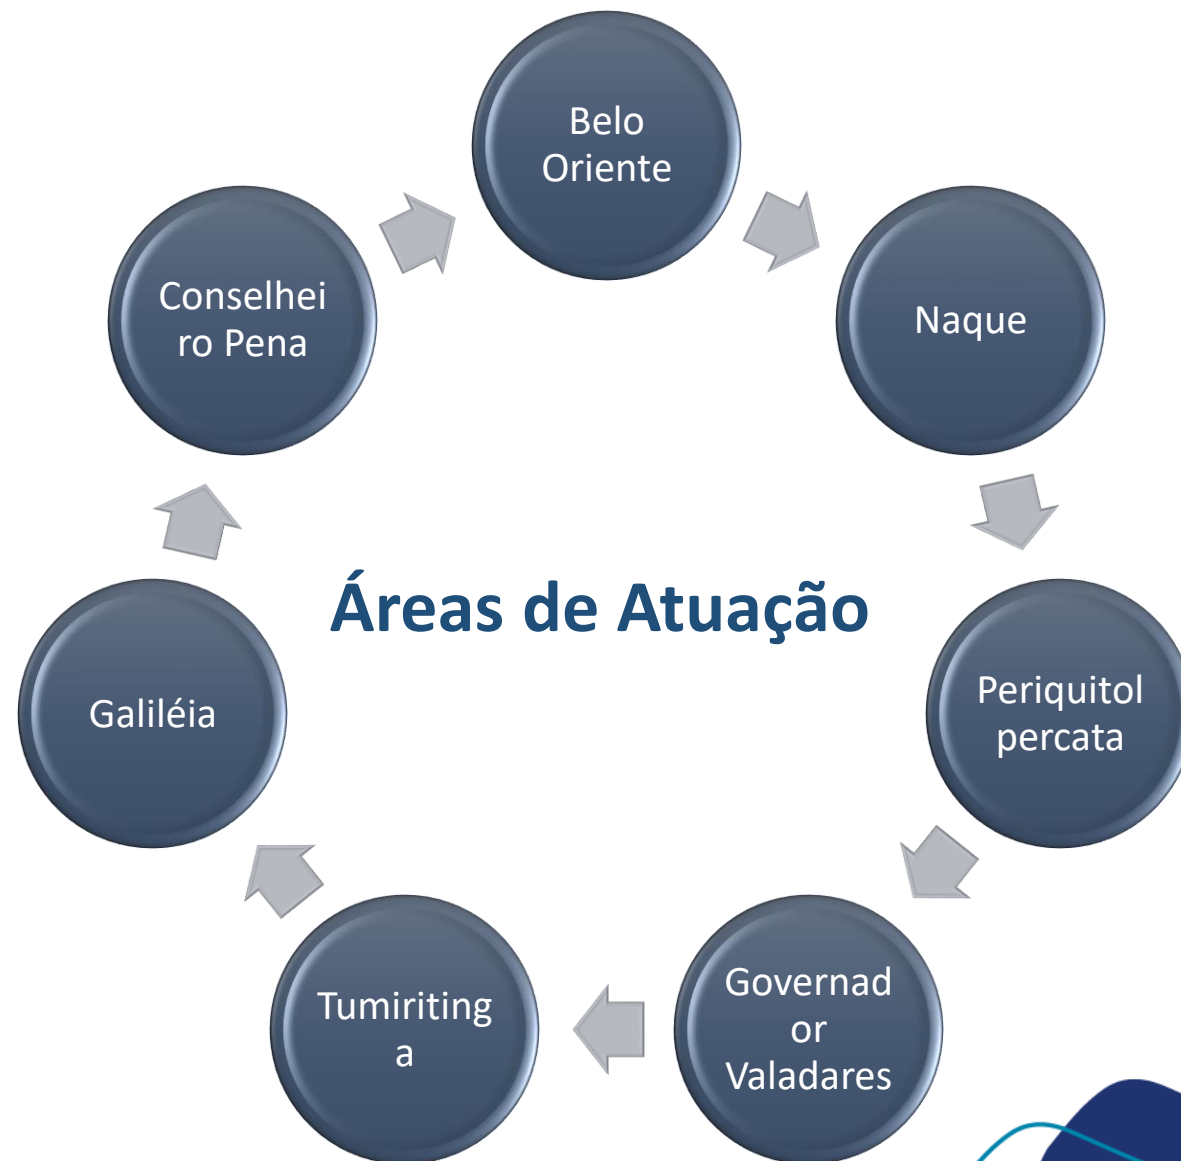 Belo
Oriente
Naque
Periquitol
percata
Governad
or
Valadares
Tumiriting
a
Galiléia
Conselhei
ro Pena
Áreas de Atuação